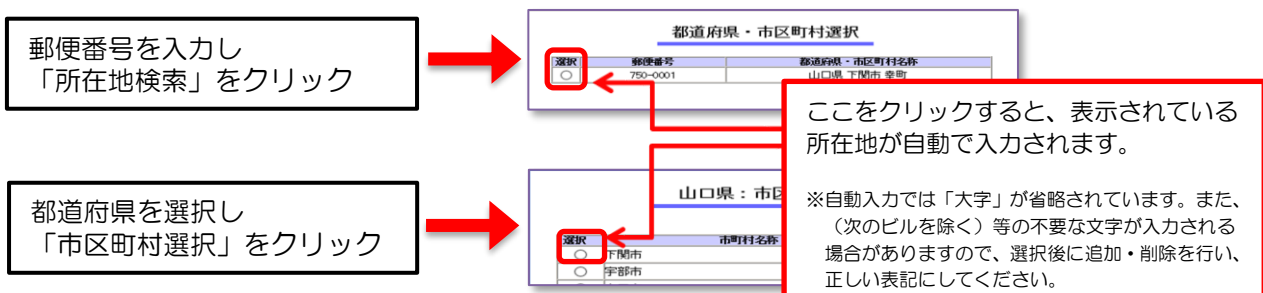 郵便番号を入力し
「所在地検索」をクリック
都道府県・市区町村選択
選択 郵便番号 都道府県・市区町村名称
750-0001 山口県 下関市 幸町
ここをクリックすると、表示されている
所在地が自動で入力されます。
※自動入力では「大字」が省略されています。また、
（次のビルを除く）等の不要な文字が入力される
場合がありますので、選択後に追加・削除を行い、
正しい表記にしてください。
都道府県を選択し
「市区町村選択」をクリック
山口県：市区
選択 市町村名称
下関市
宇部市